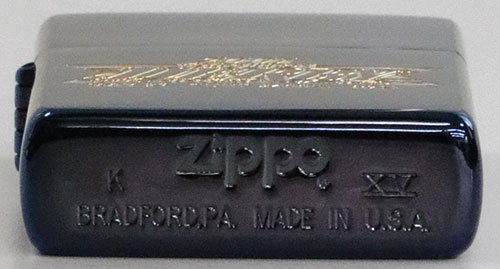 Zippo
K XV
BRADFORD,PA. MADE IN U.S.A.